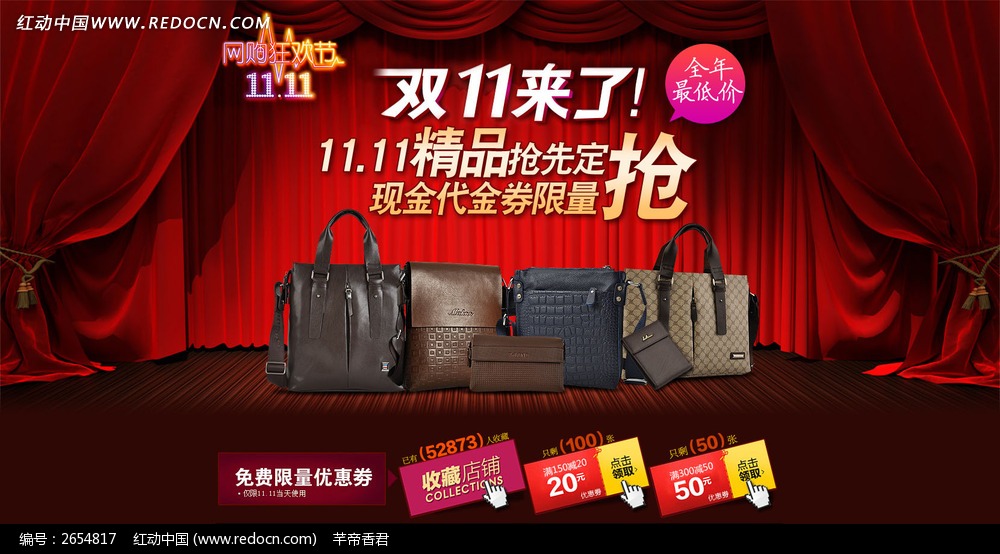 红动中国WWW.REDOCN.COM
网购狂欢节
11.11
双11来了!
全年
最低价
11.11精品抢先定
现金代金券限量
抢
已有(52873)人收藏
收藏店铺
COLLECTIONS
只剩(100)张
满150减20
20元
优惠券
点击
领取
只剩(50)张
满300减50
50元
优惠券
点击
领取
免费限量优惠劵
• 仅限11.11当天使用
编号:2654817 红动中国 (www.redocn.com) 芊帝香君